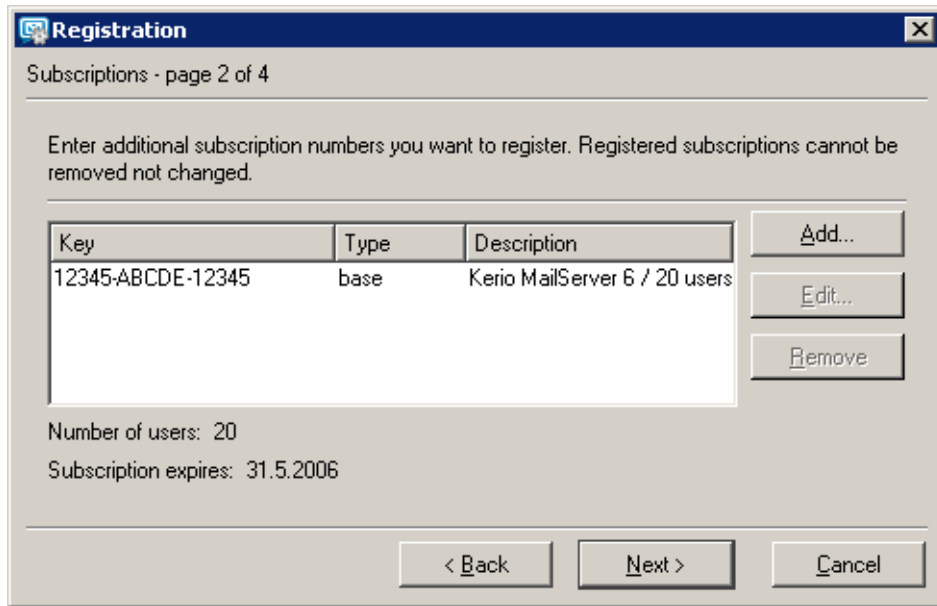 Registration
Subscriptions - page 2 of 4
Enter additional subscription numbers you want to register. Registered subscriptions cannot be
removed not changed.
Key Type Description
12345-ABCDE-12345 base Kerio MailServer 6 / 20 users
Add...
Edit...
Remove
Number of users: 20
Subscription expires: 31.5.2006
< Back Next > Cancel